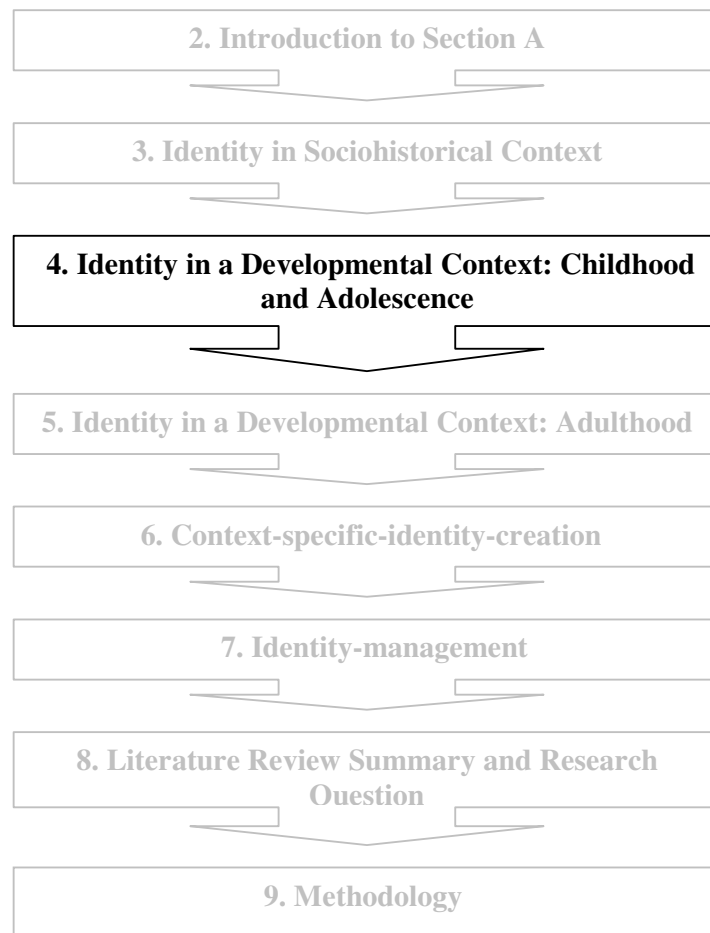 2. Introduction to Section A
3. Identity in Sociohistorical Context
4. Identity in a Developmental Context: Childhood
and Adolescence
5. Identity in a Developmental Context: Adulthood
6. Context-specific-identity-creation
7. Identity-management
8. Literature Review Summary and Research
Question
9. Methodology